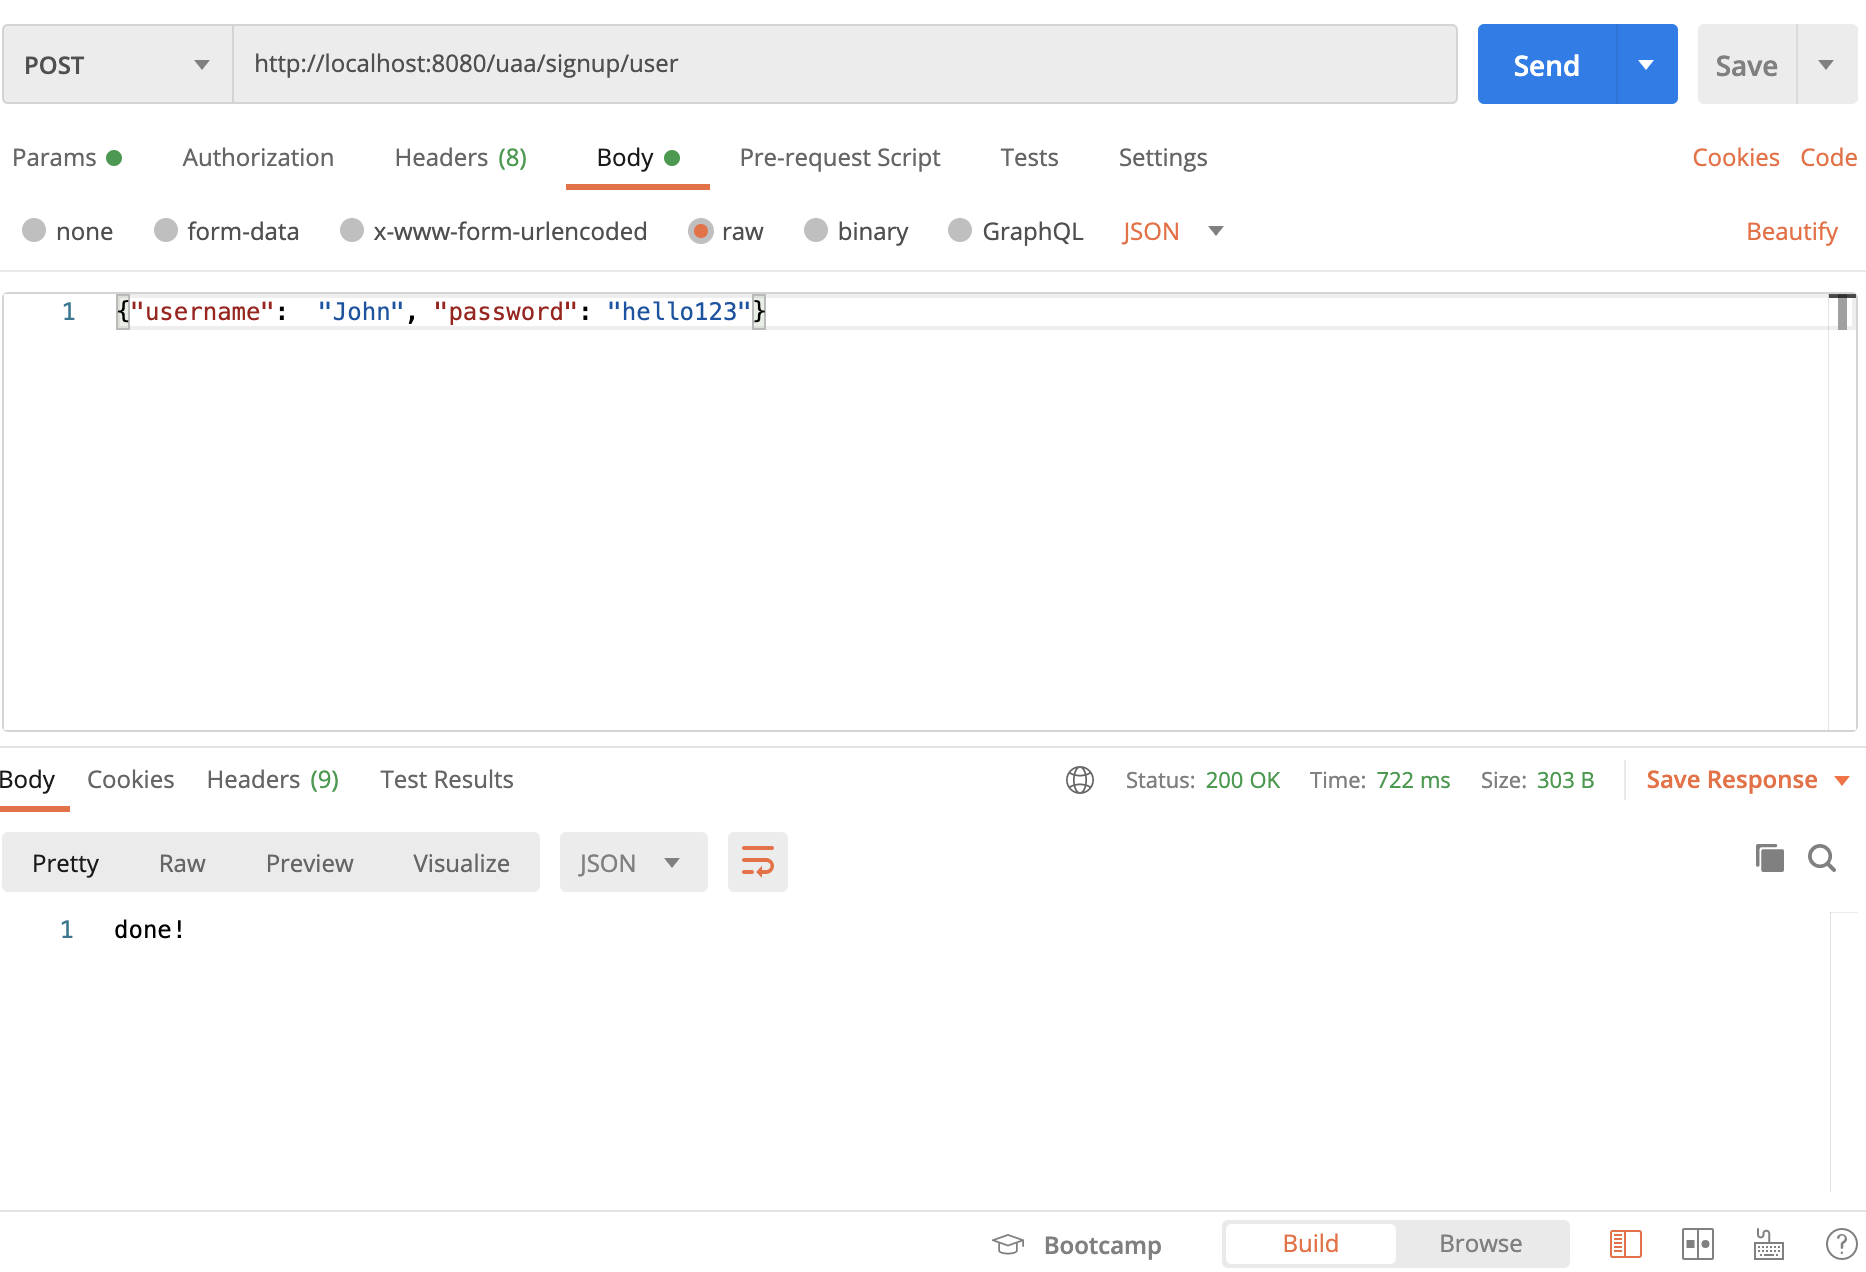 POST http://localhost:8080/uaa/signup/user Send Save
Params Authorization Headers (8) Body Pre-request Script Tests Settings Cookies Code
none form-data x-www-form-urlencoded raw binary GraphQL JSON Beautify
1 {"username":  "John", "password": "hello123"}
Body Cookies Headers (9) Test Results Status: 200 OK Time: 722 ms Size: 303 B Save Response
Pretty Raw Preview Visualize JSON
1 done!
Bootcamp Build Browse ?